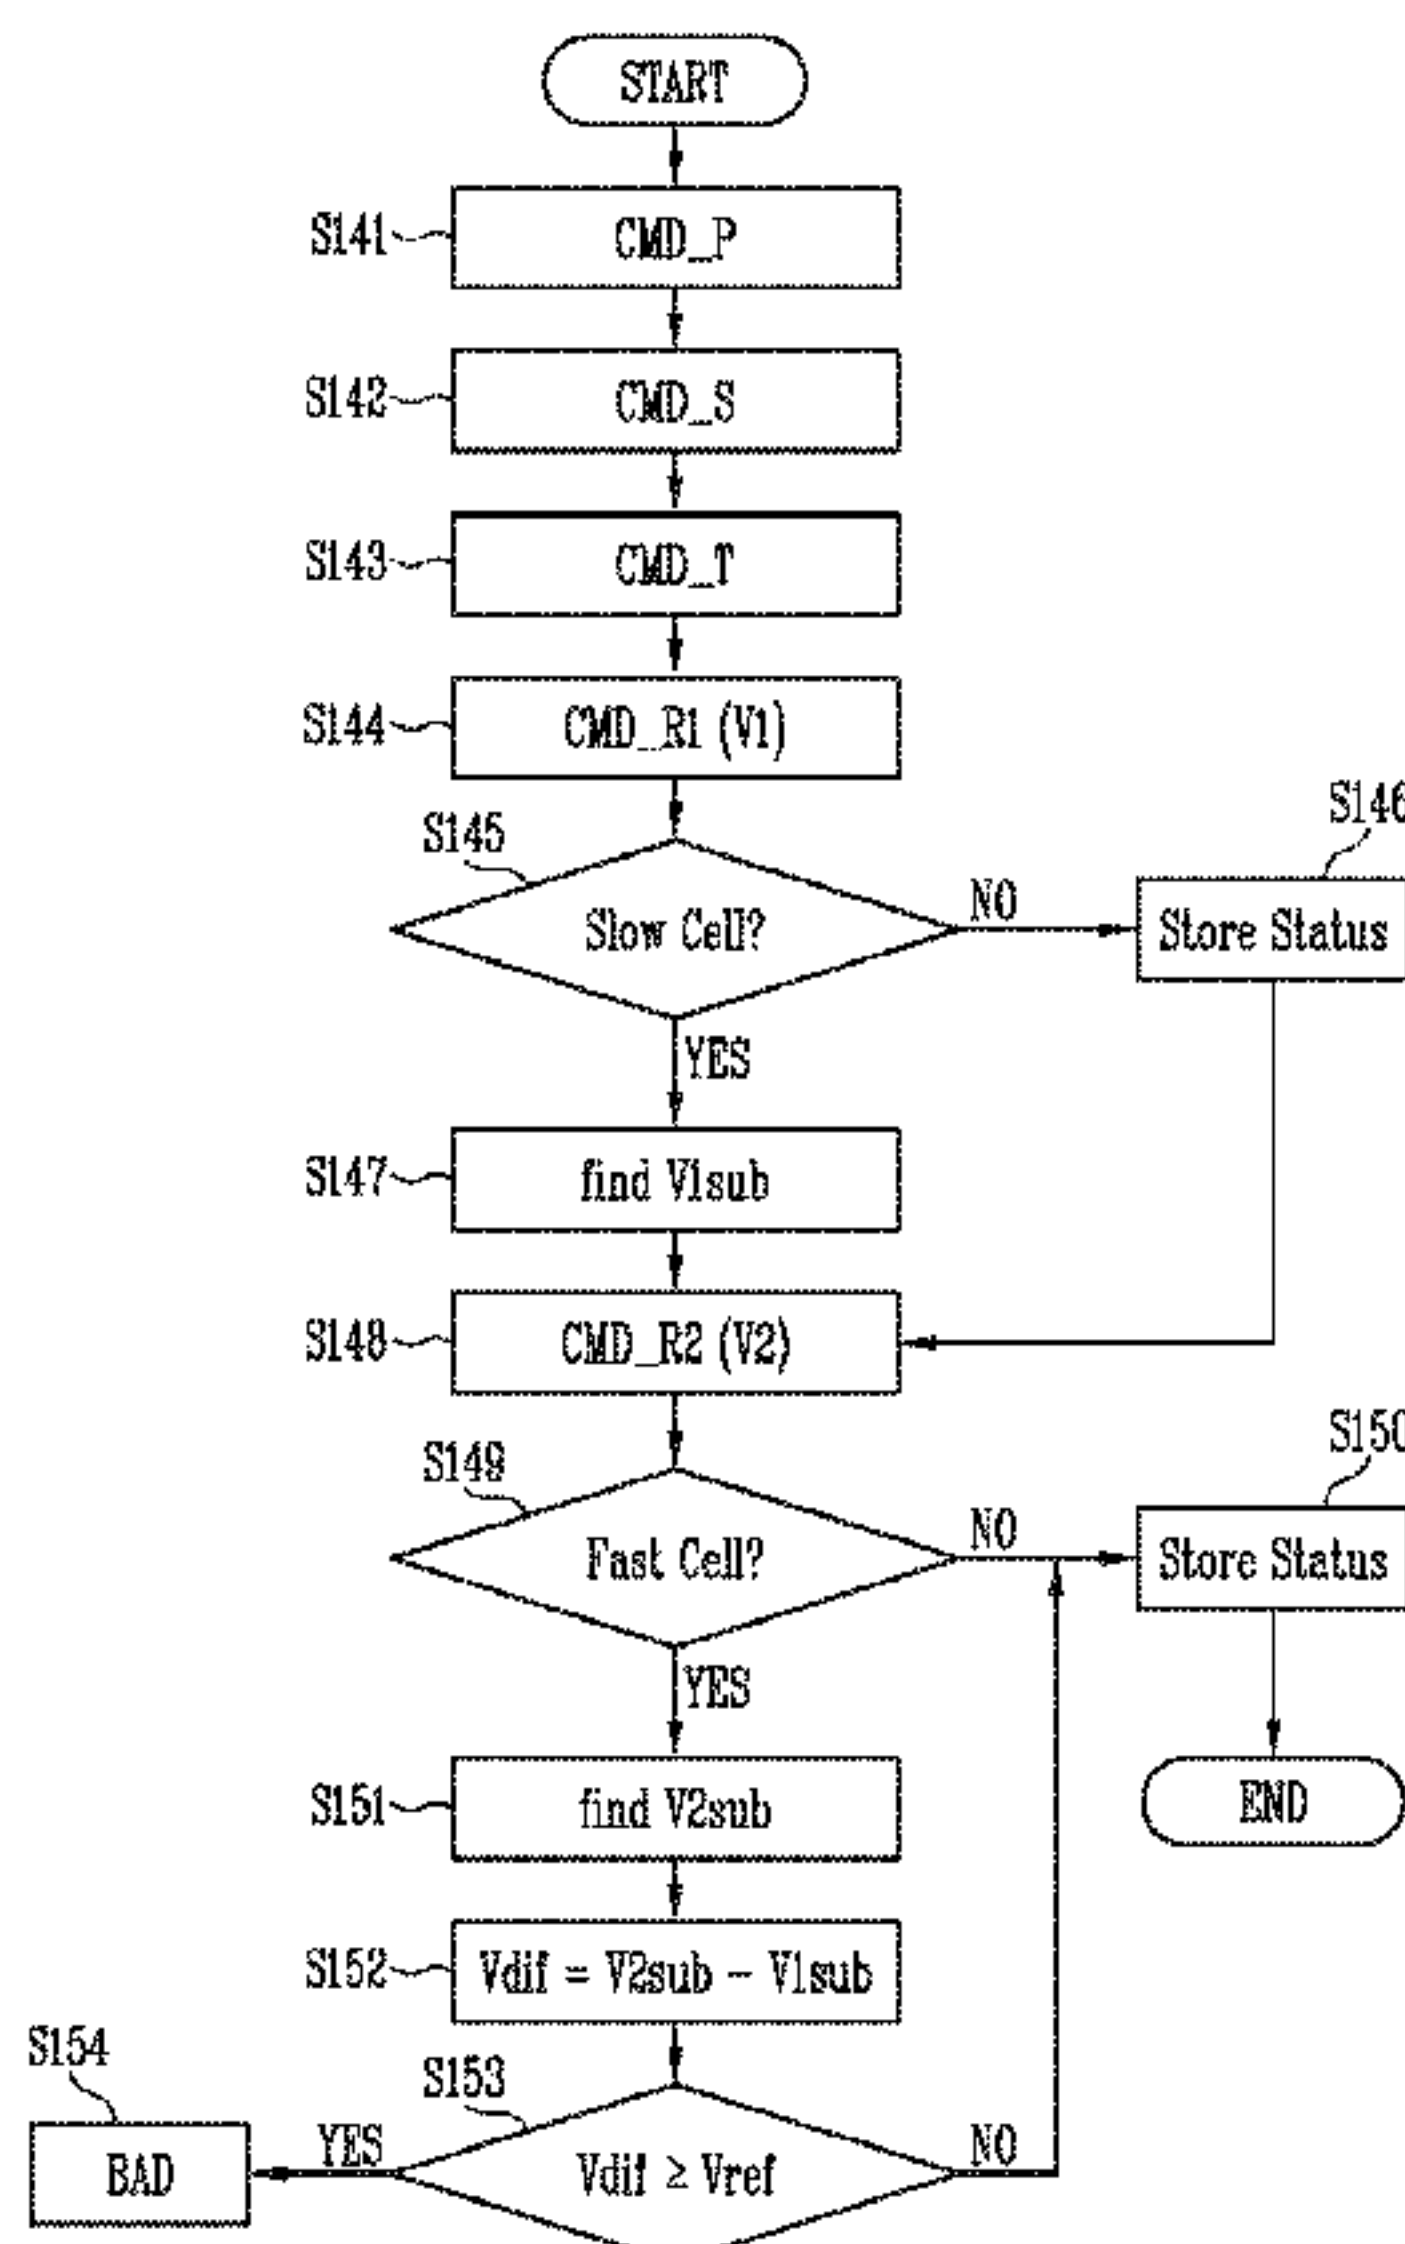 START
S141
CMD_P
S142
CMD_S
S143
CMD_T
S144
CMD_R1 (V1)
S145
Slow Cell?
NO
S146
Store Status
YES
S147
find V1sub
S148
CMD_R2 (V2)
S149
Fast Cell?
NO
S150
Store Status
YES
S151
find V2sub
END
S152
Vdif = V2sub - V1sub
S153
Vdif ≥ Vref
YES
NO
S154
BAD